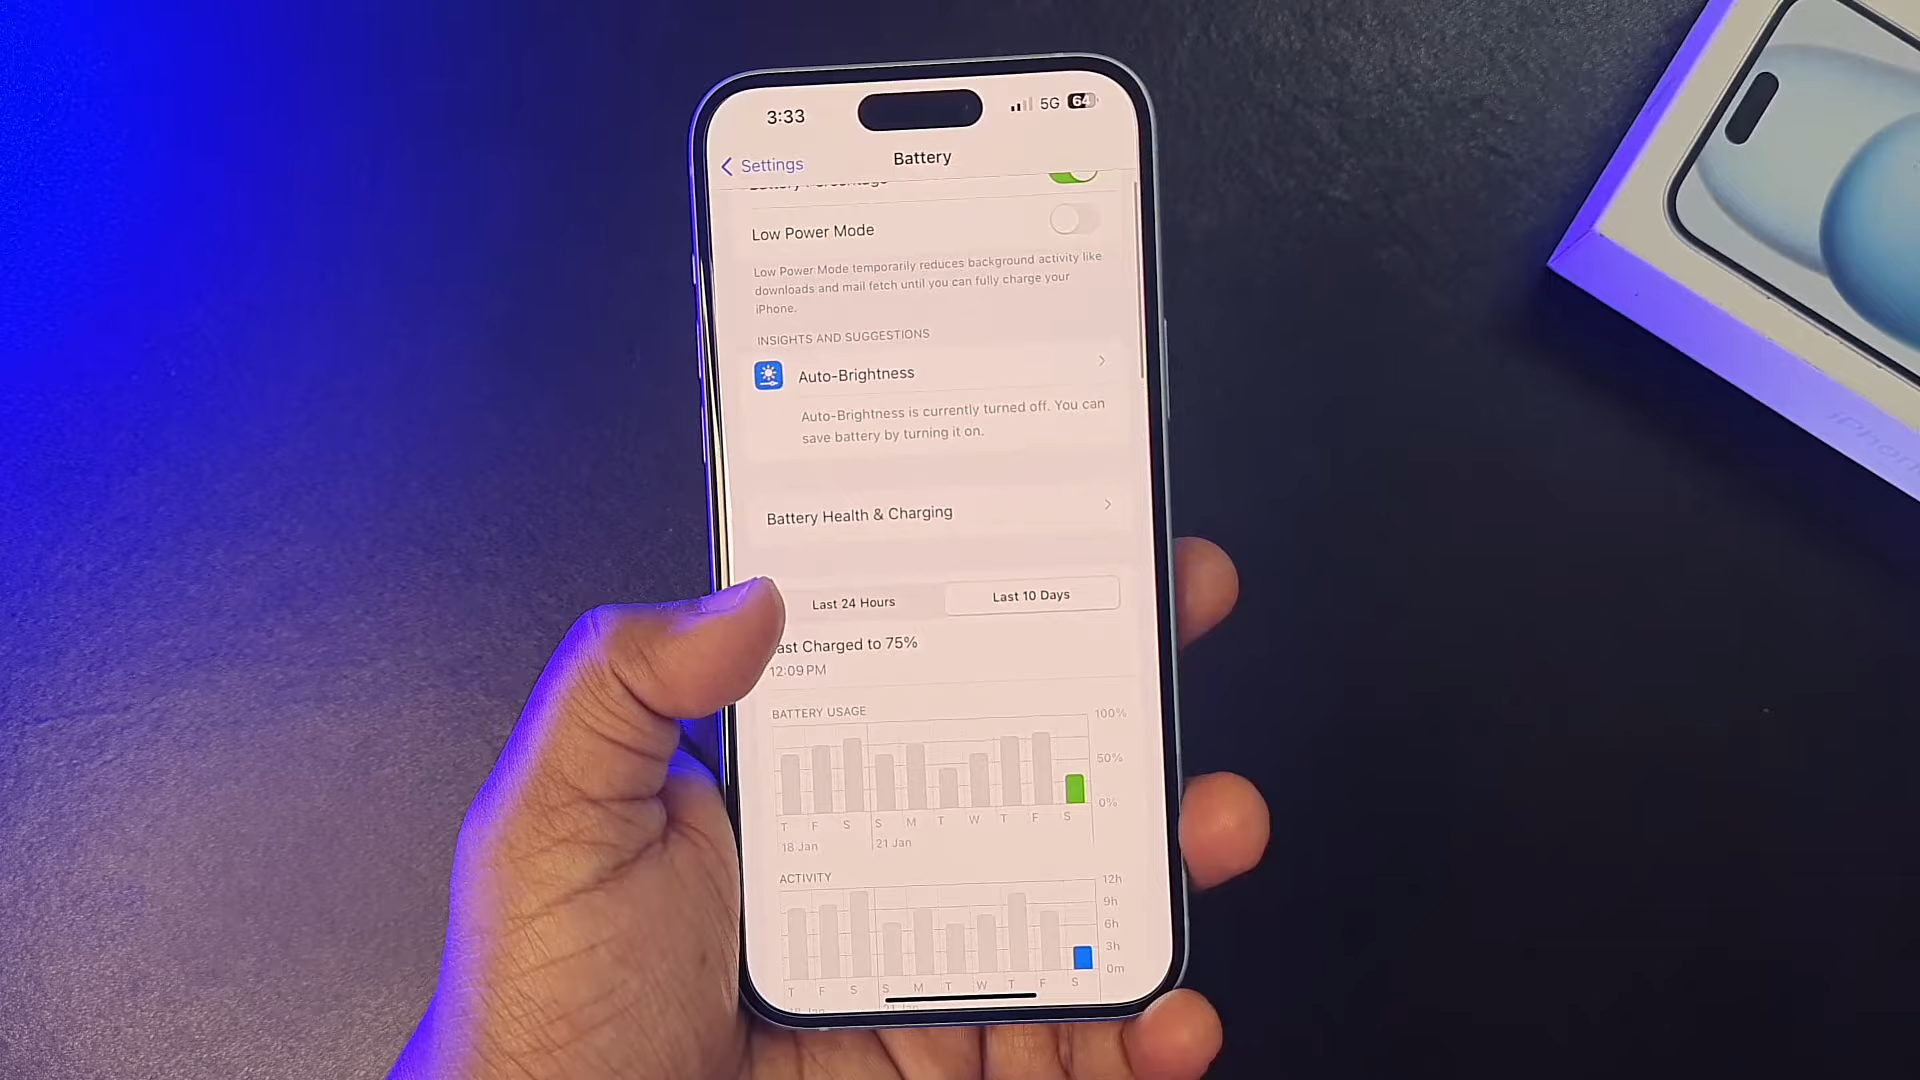 3:33
5G 64
Settings
Battery
Battery Percentage
Low Power Mode
Low Power Mode temporarily reduces background activity like
downloads and mail fetch until you can fully charge your
iPhone.
INSIGHTS AND SUGGESTIONS
Auto-Brightness
Auto-Brightness is currently turned off. You can
save battery by turning it on.
Battery Health & Charging
Last 24 Hours
Last 10 Days
ast Charged to 75%
12:09 PM
BATTERY USAGE
100%
50%
0%
T F S S M T W T F S
18 Jan
21 Jan
ACTIVITY
12h
9h
6h
3h
0m
T F S S M T W T F S
iPhon